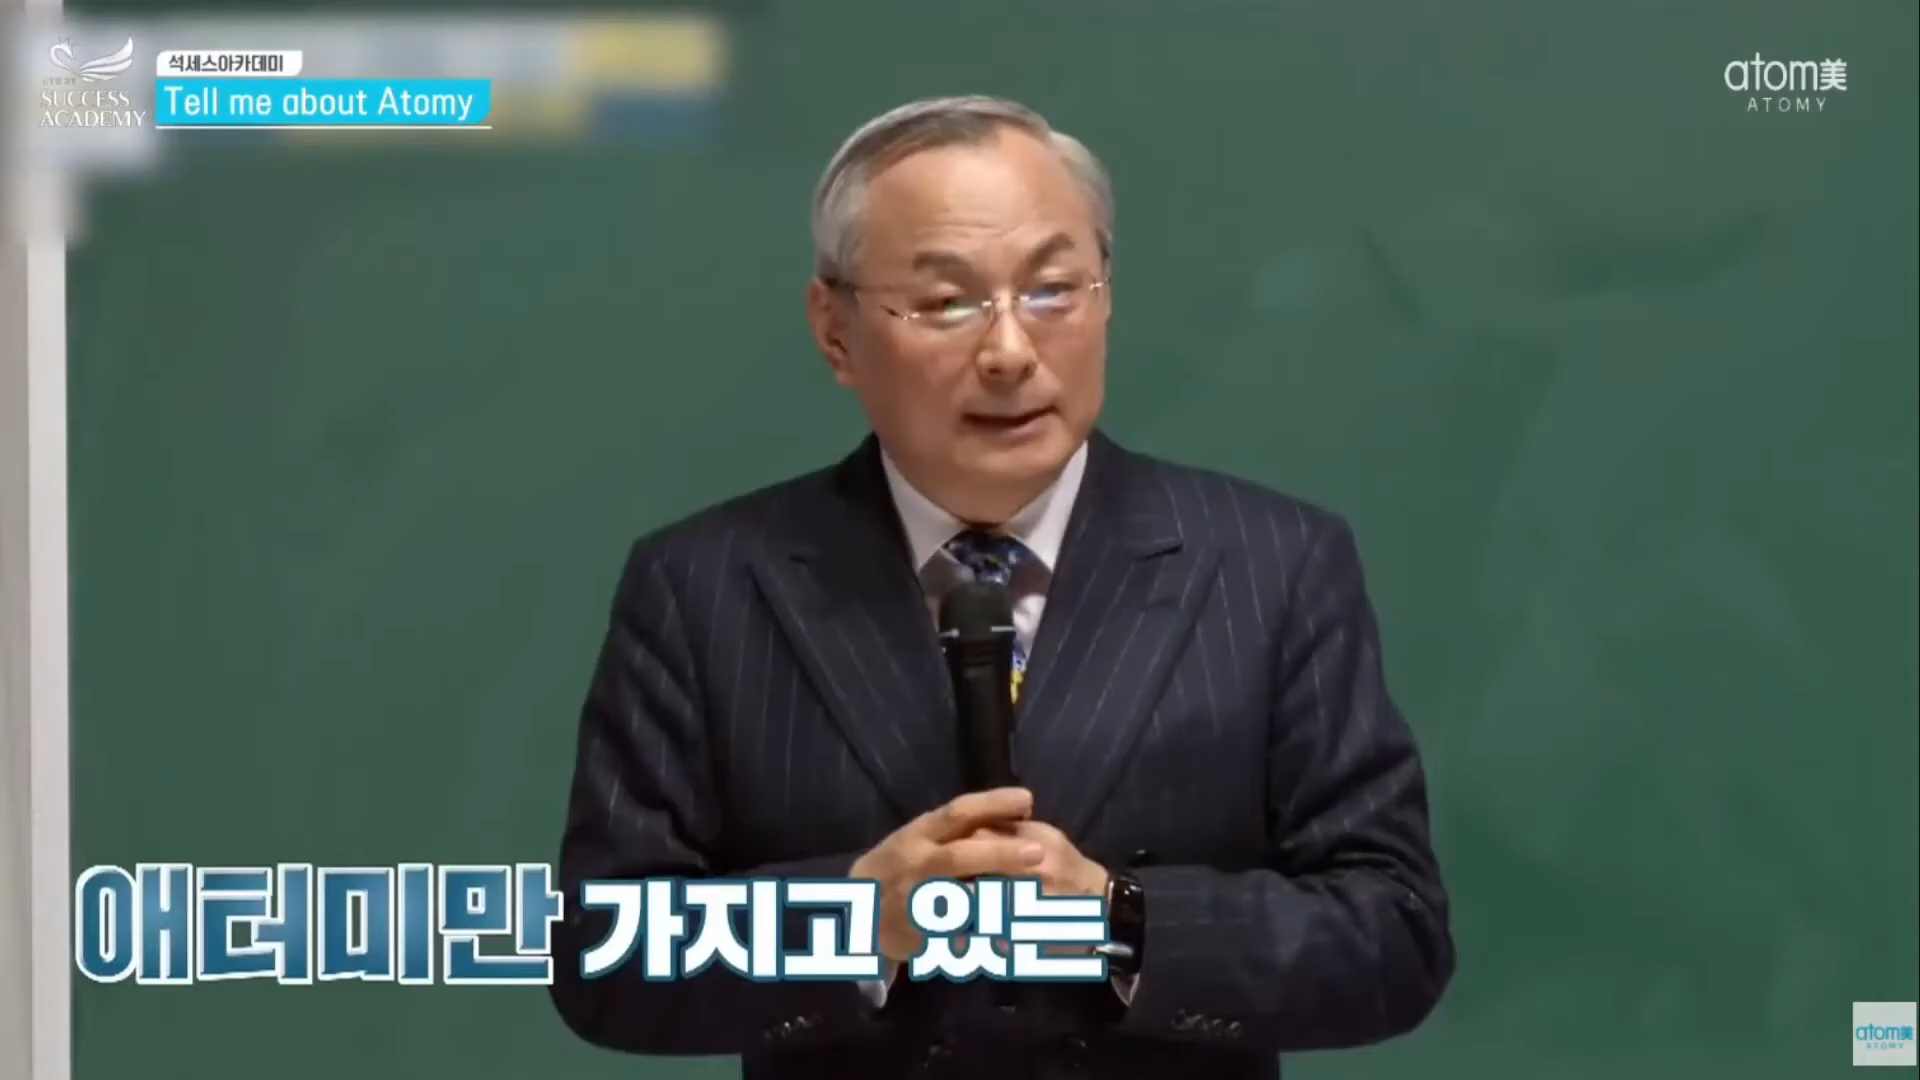 석세스아카데미
Tell me about Atomy
SUCCESS
ACADEMY
atom美
ATOMY
애터미만 가지고 있는
atom美
ATOMY